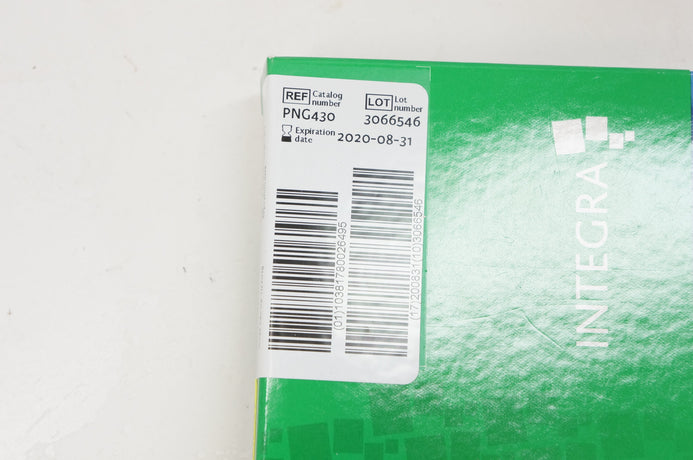 REF Catalog number
PNG430
LOT Lot number
3066546
Expiration date 2020-08-31
(01)10381780026495
(17)200831(10)3066546
INTEGRA